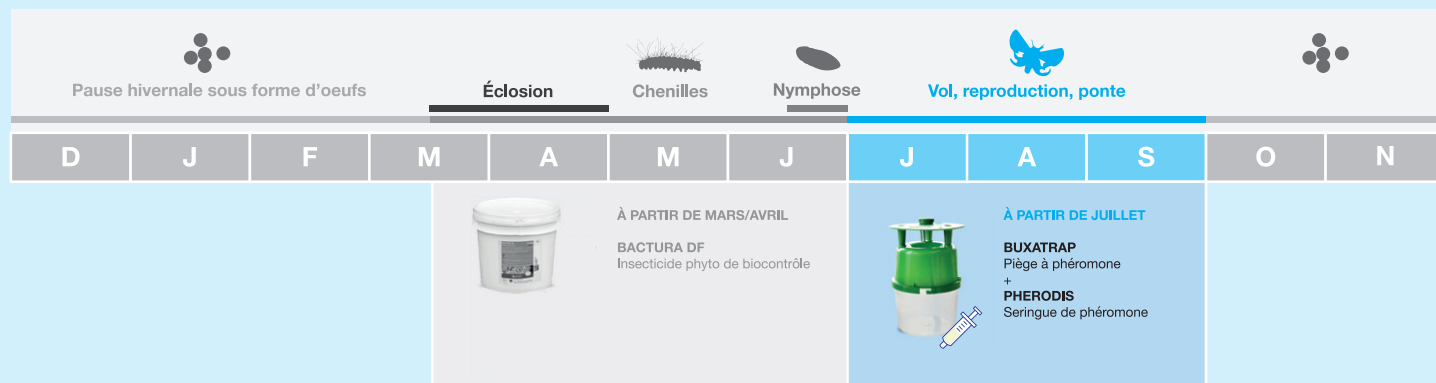 Pause hivernale sous forme d'oeufs
Éclosion
Chenilles
Nymphose
Vol, reproduction, ponte
D J F M A M J J A S O N
À PARTIR DE MARS/AVRIL
BACTURA DF
Insecticide phyto de biocontrôle
À PARTIR DE JUILLET
BUXATRAP
Piège à phéromone
+
PHERODIS
Seringue de phéromone